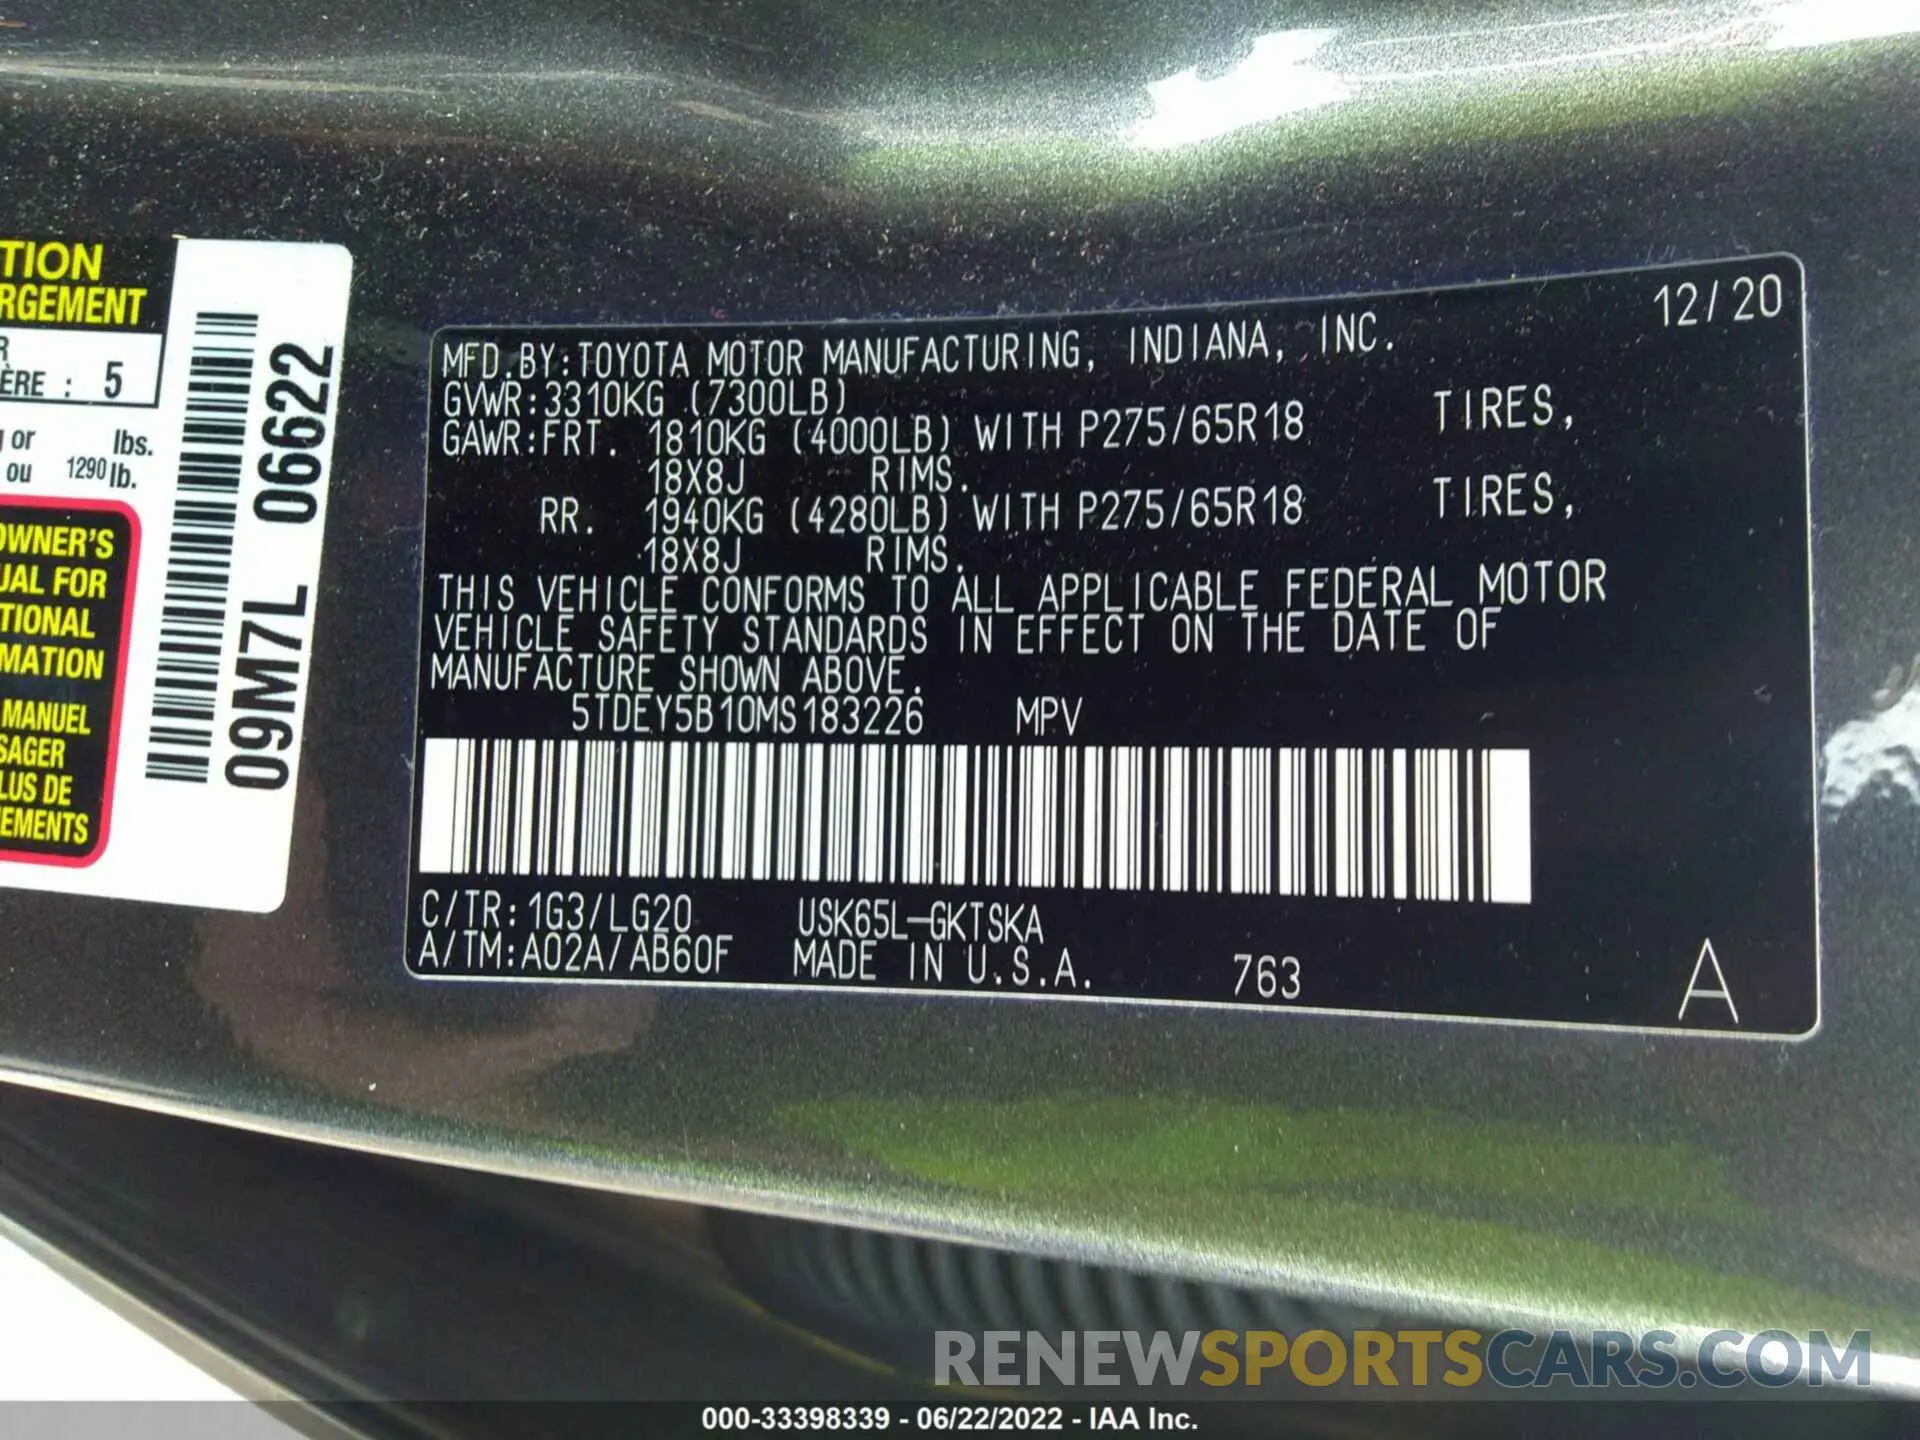 TION
RGEMENT
ÈRE : 5
or lbs.
ou 1290 lb.
OWNER'S
UAL FOR
TIONAL
MATION
MANUEL
SAGER
LUS DE
EMENTS
09M7L 06622
12/20
MFD.BY:TOYOTA MOTOR MANUFACTURING, INDIANA, INC.
GVWR:3310KG (7300LB)
GAWR:FRT. 1810KG (4000LB) WITH P275/65R18 TIRES,
18X8J RIMS.
RR. 1940KG (4280LB) WITH P275/65R18 TIRES,
18X8J RIMS.
THIS VEHICLE CONFORMS TO ALL APPLICABLE FEDERAL MOTOR
VEHICLE SAFETY STANDARDS IN EFFECT ON THE DATE OF
MANUFACTURE SHOWN ABOVE.
5TDEY5B10MS183226 MPV
C/TR:1G3/LG20 USK65L-GKTSKA
A/TM:A02A/AB60F MADE IN U.S.A. 763 A
RENEWSPORTSCARS.COM
000-33398339 - 06/22/2022 - IAA Inc.